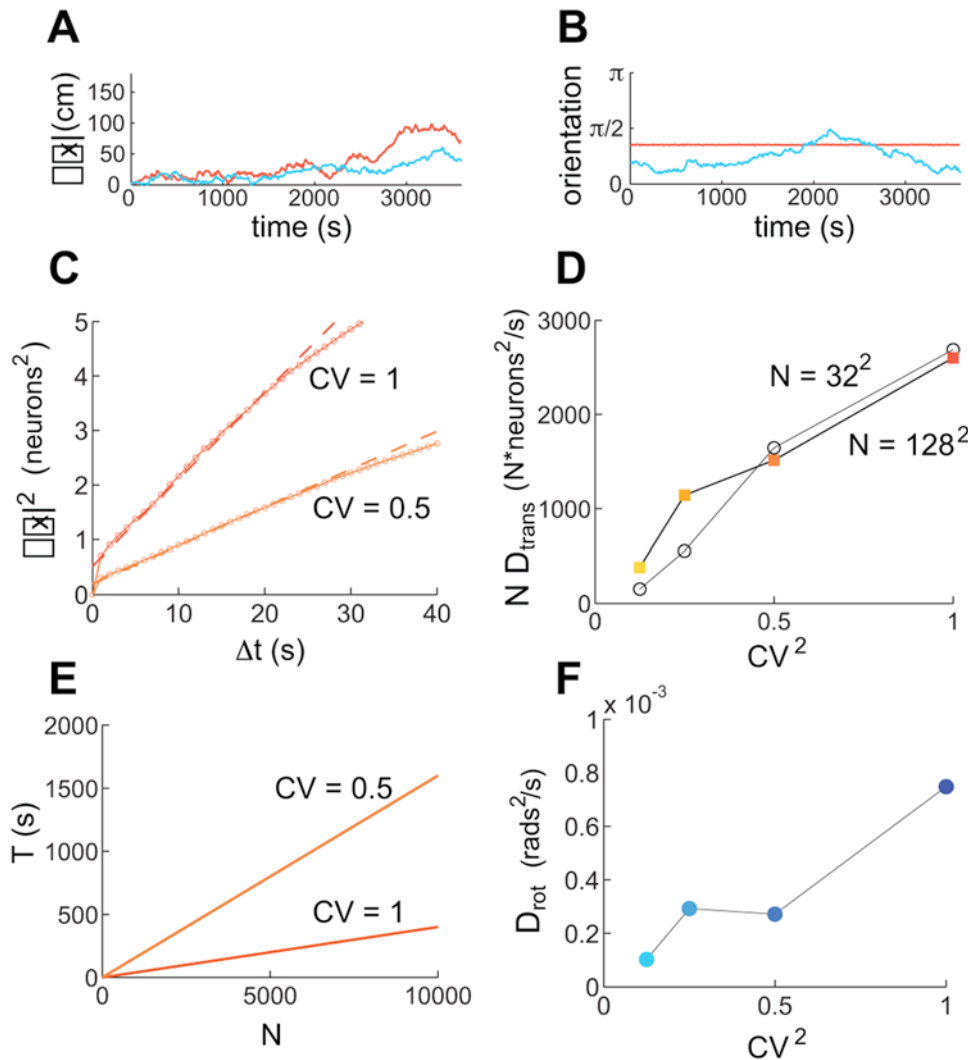 A
□□x|(cm)
150
100
50
0
0
1000
2000
3000
time (s)
B
orientation
π
π/2
0
0
1000
2000
3000
time (s)
C
□□x|² (neurons²)
5
4
3
2
1
0
0
10
20
30
40
CV = 1
CV = 0.5
Δt (s)
D
N D_trans (N*neurons²/s)
3000
2000
1000
0
0
0.5
1
N = 32²
N = 128²
CV²
E
T (s)
2000
1500
1000
500
0
0
5000
10000
CV = 0.5
CV = 1
N
F
x 10⁻³
D_rot (rads²/s)
1
0.8
0.6
0.4
0.2
0
0
0.5
1
CV²